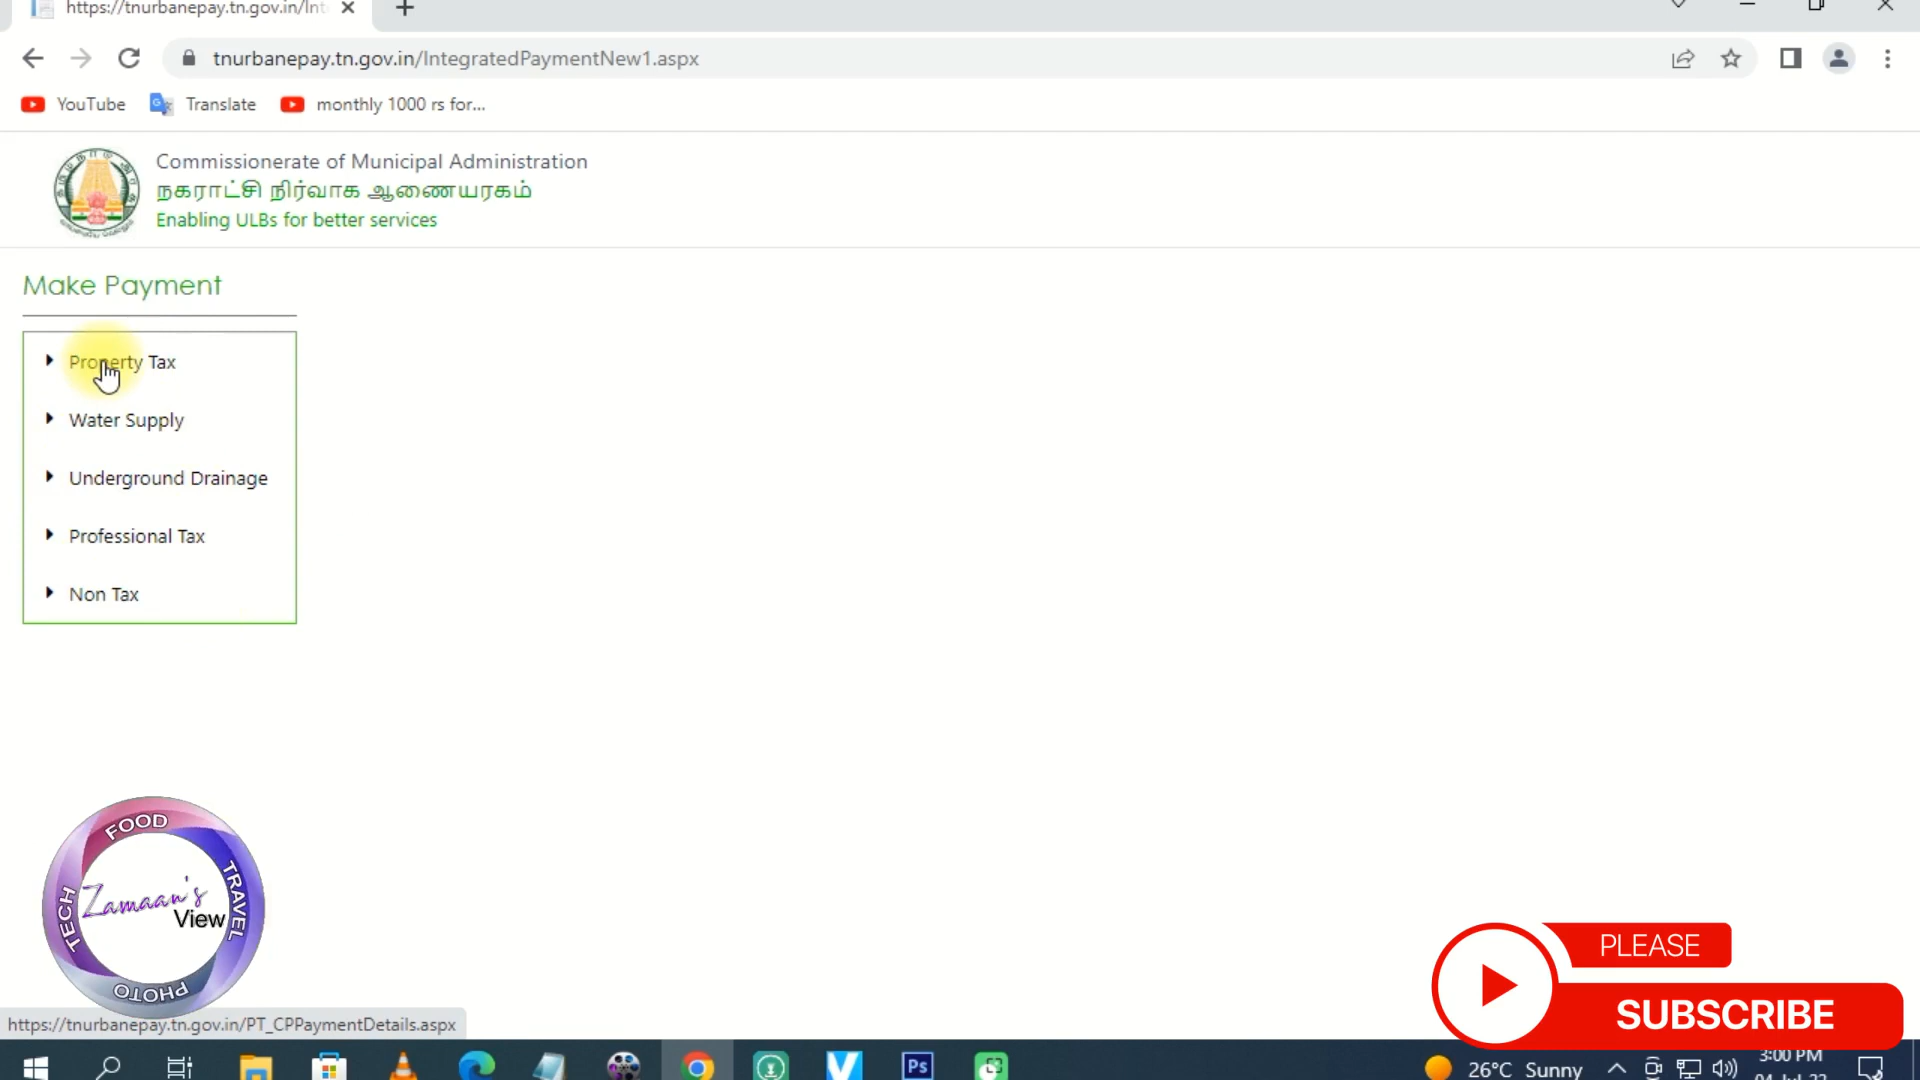 https://tnurbanepay.tn.gov.in/Int
tnurbanepay.tn.gov.in/IntegratedPaymentNew1.aspx
YouTube Translate monthly 1000 rs for...
Commissionerate of Municipal Administration
நகராட்சி நிர்வாக ஆணையரகம்
Enabling ULBs for better services
Make Payment
Property Tax
Water Supply
Underground Drainage
Professional Tax
Non Tax
FOOD
TRAVEL
TECH
Zamaan's
View
PHOTO
PLEASE
SUBSCRIBE
https://tnurbanepay.tn.gov.in/PT_CPPaymentDetails.aspx
Ps
26°C Sunny
3:00 PM